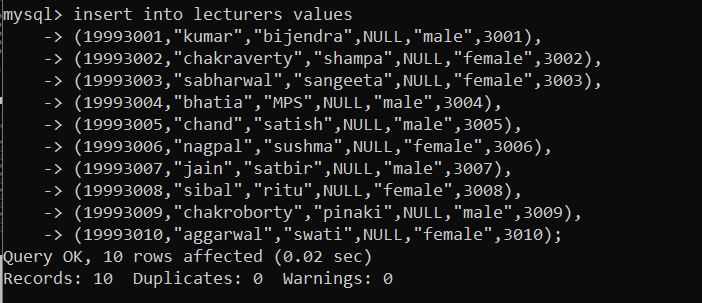 mysql> insert into lecturers values
    -> (19993001,"kumar","bijendra",NULL,"male",3001),
    -> (19993002,"chakraverty","shampa",NULL,"female",3002),
    -> (19993003,"sabharwal","sangeeta",NULL,"female",3003),
    -> (19993004,"bhatia","MPS",NULL,"male",3004),
    -> (19993005,"chand","satish",NULL,"male",3005),
    -> (19993006,"nagpal","sushma",NULL,"female",3006),
    -> (19993007,"jain","satbir",NULL,"male",3007),
    -> (19993008,"sibal","ritu",NULL,"female",3008),
    -> (19993009,"chakroborty","pinaki",NULL,"male",3009),
    -> (19993010,"aggarwal","swati",NULL,"female",3010);
Query OK, 10 rows affected (0.02 sec)
Records: 10  Duplicates: 0  Warnings: 0